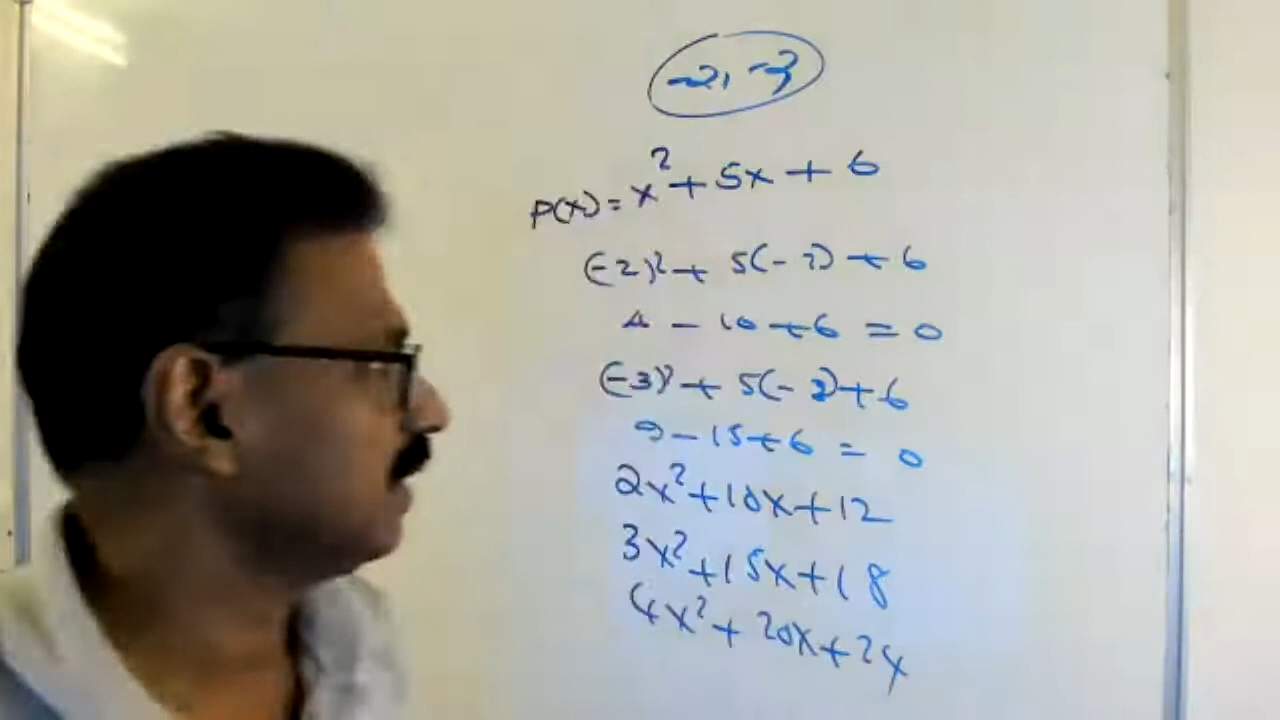 -2, -3
P(x) = x² + 5x + 6
(-2)² + 5(-2) + 6
4 - 10 + 6 = 0
(-3)² + 5(-3) + 6
9 - 15 + 6 = 0
2x² + 10x + 12
3x² + 15x + 18
4x² + 20x + 24